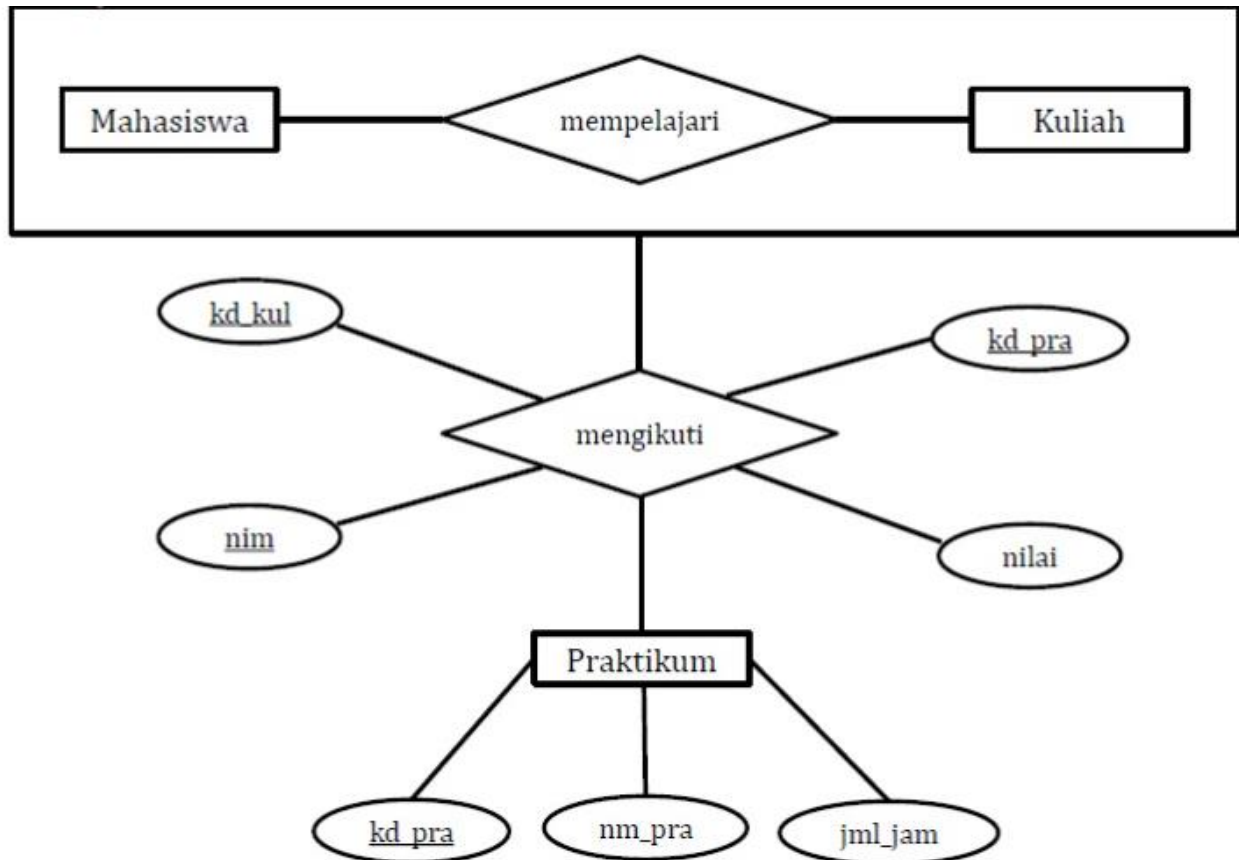 Mahasiswa
mempelajari
Kuliah
kd_kul
kd_pra
mengikuti
nim
nilai
Praktikum
kd_pra
nm_pra
jml_jam